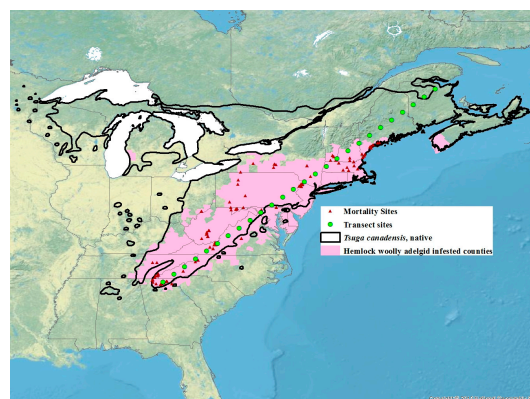 Mortality Sites
Transect sites
Tsuga canadensis, native
Hemlock woolly adelgid infested counties